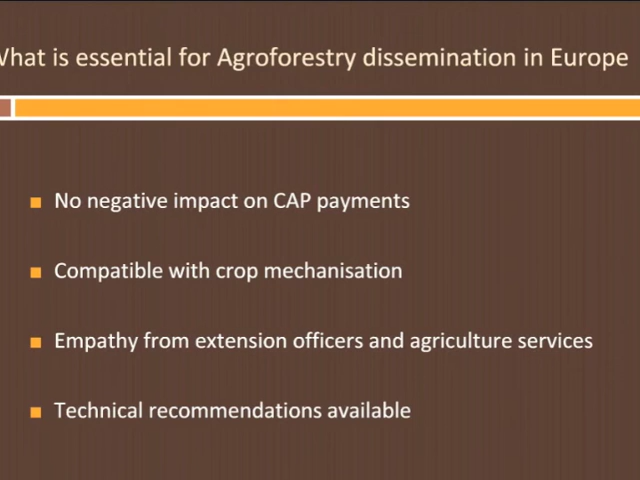 What is essential for Agroforestry dissemination in Europe
No negative impact on CAP payments
Compatible with crop mechanisation
Empathy from extension officers and agriculture services
Technical recommendations available